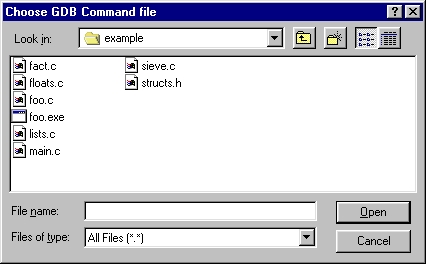 Choose GDB Command file
Look in: example
fact.c
floats.c
foo.c
foo.exe
lists.c
main.c
sieve.c
structs.h
File name: Open
Files of type: All Files (*.*) Cancel